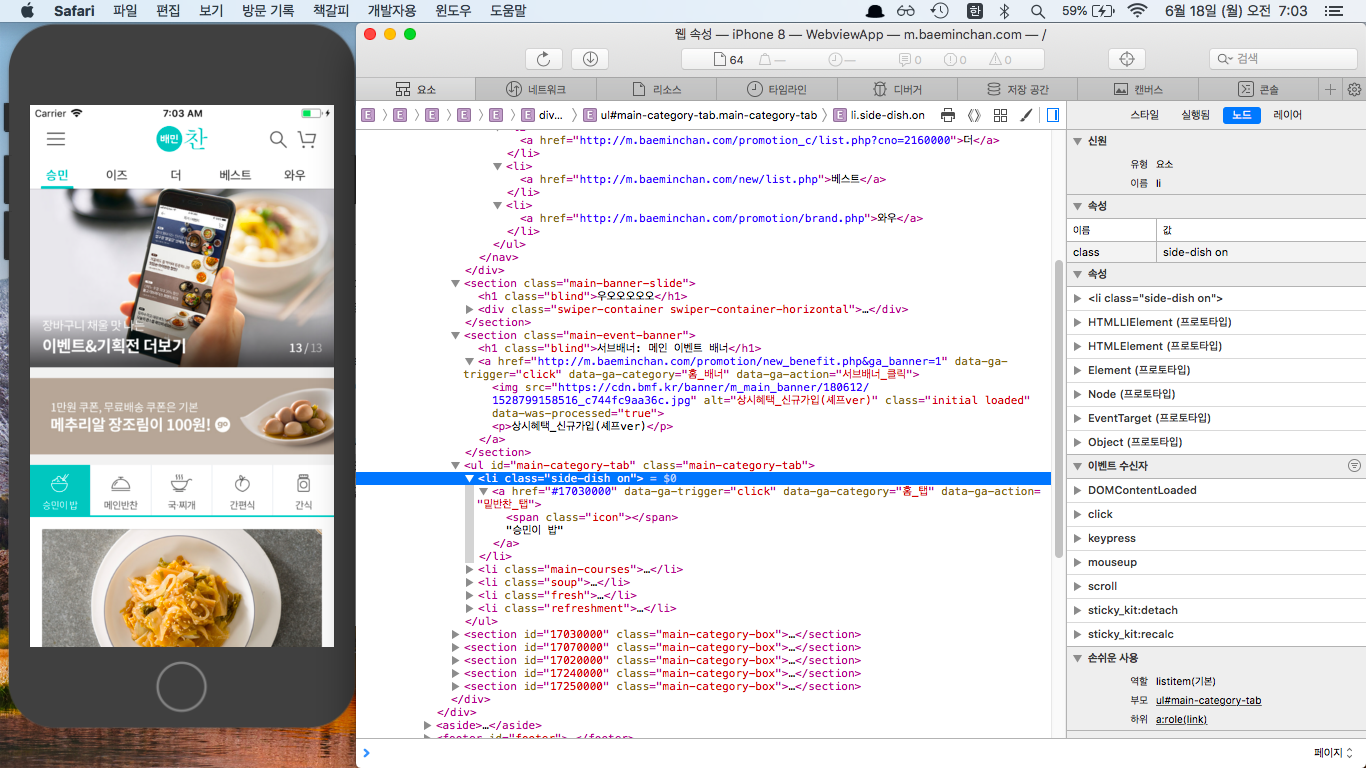 Safari 파일 편집 보기 방문 기록 책갈피 개발자용 윈도우 도움말
59% 6월 18일 (월) 오전 7:03
Carrier 7:03 AM
배민 찬
승민 이즈 더 베스트 와우
장바구니 채울 맛 나는
이벤트&기획전 더보기
13 / 13
1만원 쿠폰, 무료배송 쿠폰은 기본
메추리알 장조림이 100원! go
승민이 밥 메인반찬 국·찌개 간편식 간식
웹 속성 — iPhone 8 — WebviewApp — m.baeminchan.com — /
64 — — 0 0 0
검색
요소 네트워크 리소스 타임라인 디버거 저장 공간 캔버스 콘솔
E E E E E E div… E ul#main-category-tab.main-category-tab E li.side-dish.on
<a href="http://m.baeminchan.com/promotion_c/list.php?cno=2160000">더</a>
</li>
<li>
<a href="http://m.baeminchan.com/new/list.php">베스트</a>
</li>
<li>
<a href="http://m.baeminchan.com/promotion/brand.php">와우</a>
</li>
</ul>
</nav>
</div>
<section class="main-banner-slide">
<h1 class="blind">우오오오오오</h1>
<div class="swiper-container swiper-container-horizontal">…</div>
</section>
<section class="main-event-banner">
<h1 class="blind">서브배너: 메인 이벤트 배너</h1>
<a href="http://m.baeminchan.com/promotion/new_benefit.php&ga_banner=1" data-ga-
trigger="click" data-ga-category="홈_배너" data-ga-action="서브배너_클릭">
<img src="https://cdn.bmf.kr/banner/m_main_banner/180612/
1528799158516_c744fc9aa36c.jpg" alt="상시혜택_신규가입(셰프ver)" class="initial loaded"
data-was-processed="true">
<p>상시혜택_신규가입(셰프ver)</p>
</a>
</section>
<ul id="main-category-tab" class="main-category-tab">
<li class="side-dish on"> = $0
<a href="#17030000" data-ga-trigger="click" data-ga-category="홈_탭" data-ga-action=
"밑반찬_탭">
<span class="icon"></span>
"승민이 밥"
</a>
</li>
<li class="main-courses">…</li>
<li class="soup">…</li>
<li class="fresh">…</li>
<li class="refreshment">…</li>
</ul>
<section id="17030000" class="main-category-box">…</section>
<section id="17070000" class="main-category-box">…</section>
<section id="17020000" class="main-category-box">…</section>
<section id="17240000" class="main-category-box">…</section>
<section id="17250000" class="main-category-box">…</section>
</div>
</div>
<aside>…</aside>
<footer id="footer">…</footer>
스타일 실행됨 노드 레이어
신원
유형 요소
이름 li
속성
이름 값
class side-dish on
속성
<li class="side-dish on">
HTMLLIElement (프로토타입)
HTMLElement (프로토타입)
Element (프로토타입)
Node (프로토타입)
EventTarget (프로토타입)
Object (프로토타입)
이벤트 수신자
DOMContentLoaded
click
keypress
mouseup
scroll
sticky_kit:detach
sticky_kit:recalc
손쉬운 사용
역할 listitem(기본)
부모 ul#main-category-tab
하위 a:role(link)
페이지